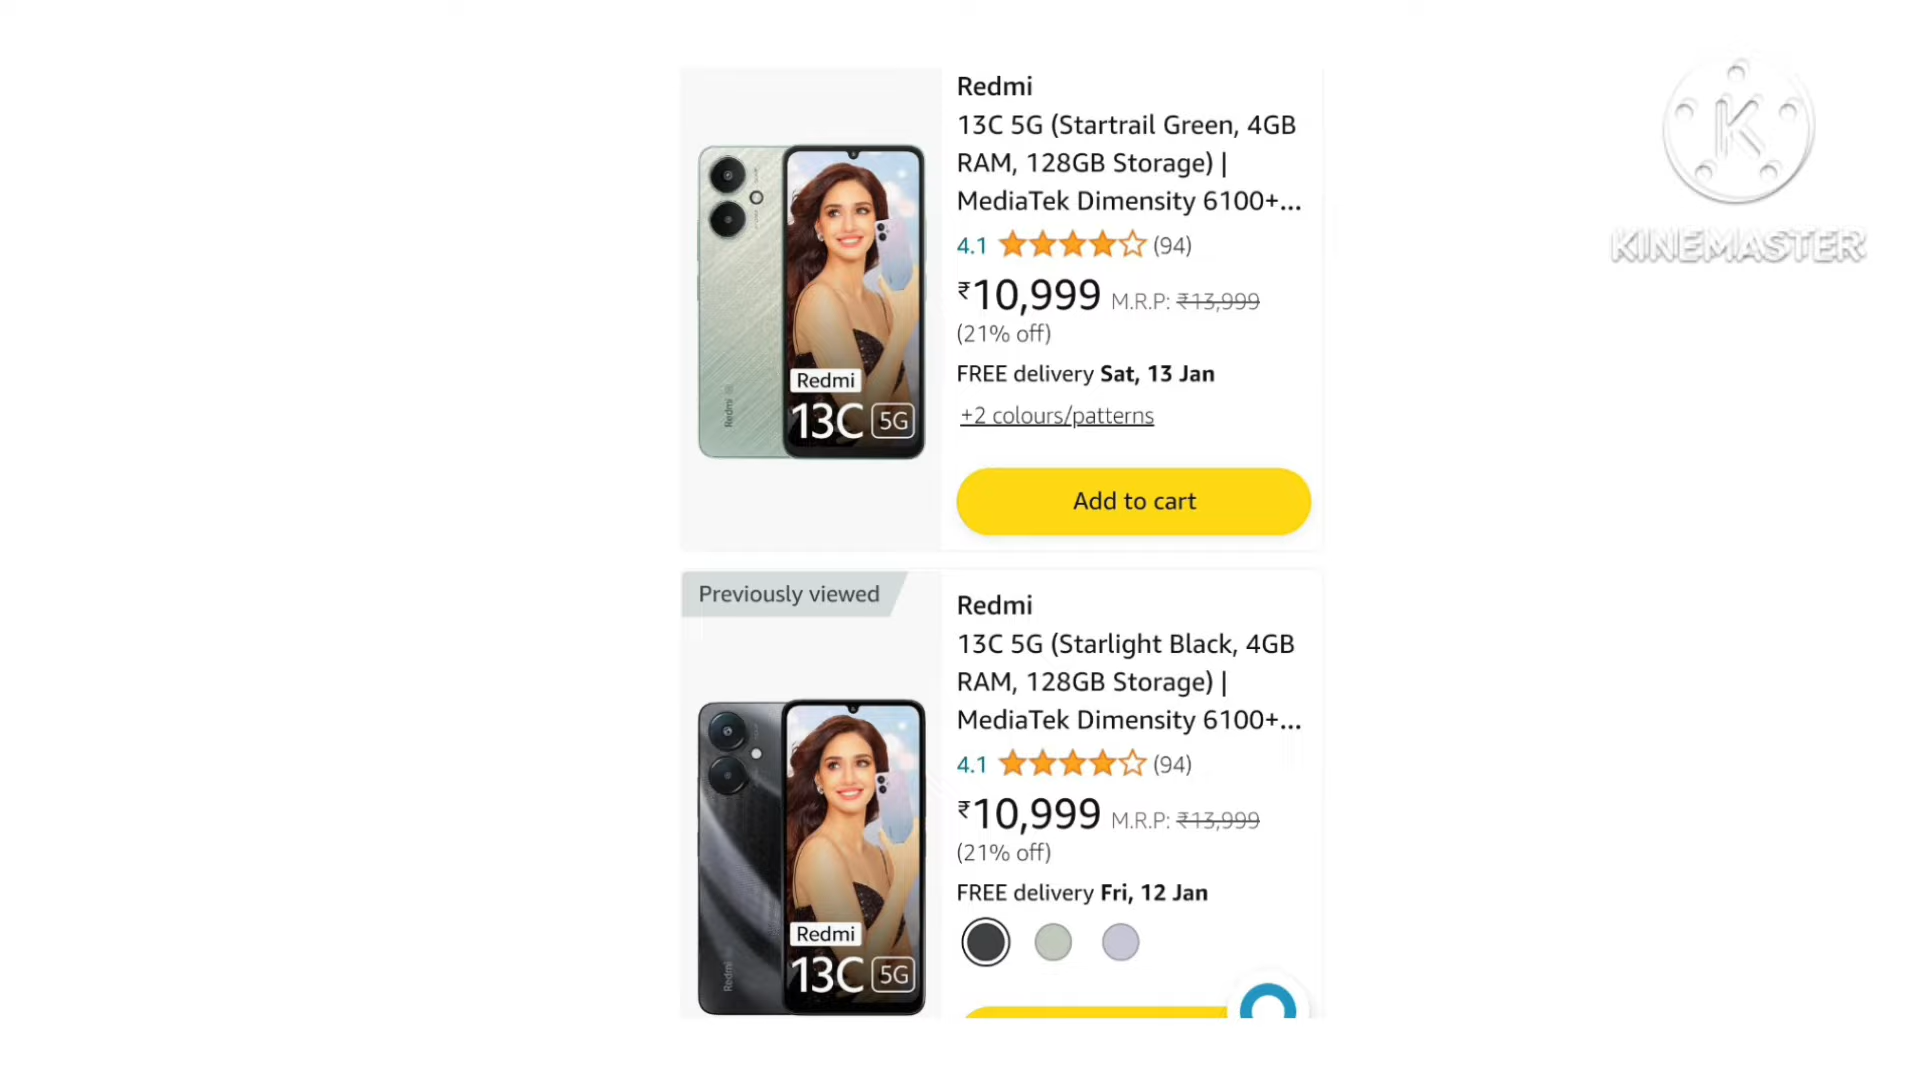 Redmi
13C 5G (Startrail Green, 4GB
RAM, 128GB Storage) |
MediaTek Dimensity 6100+...
4.1 (94)
₹10,999 M.R.P: ₹13,999
(21% off)
FREE delivery Sat, 13 Jan
+2 colours/patterns
Add to cart
Redmi
13C 5G
Redmi
KINEMASTER
Previously viewed
Redmi
13C 5G (Starlight Black, 4GB
RAM, 128GB Storage) |
MediaTek Dimensity 6100+...
4.1 (94)
₹10,999 M.R.P: ₹13,999
(21% off)
FREE delivery Fri, 12 Jan
Redmi
13C 5G
Redmi